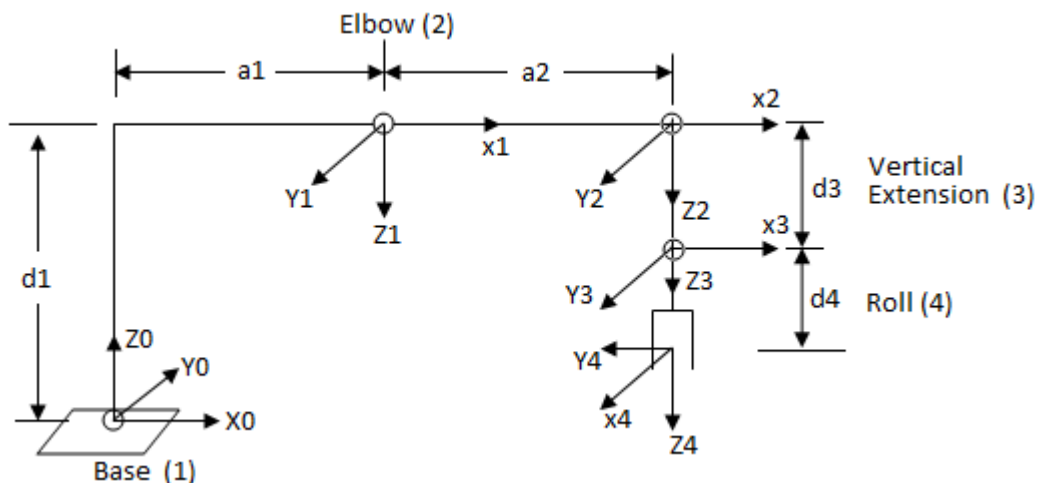 Elbow (2)
a1
a2
x2
x1
Y1
Z1
Y2
Z2
d3
Vertical
Extension (3)
x3
d1
Y3
Z3
d4
Roll (4)
Z0
Y0
Y4
X0
x4
Z4
Base (1)